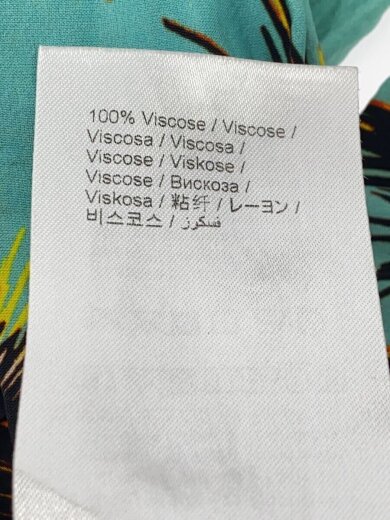 100% Viscose / Viscose /
Viscosa / Viscosa /
Viscose / Viskose /
Viscose / Вискоза /
Viskosa / 粘纤 / レーヨン /
비스코스 / فسكرز